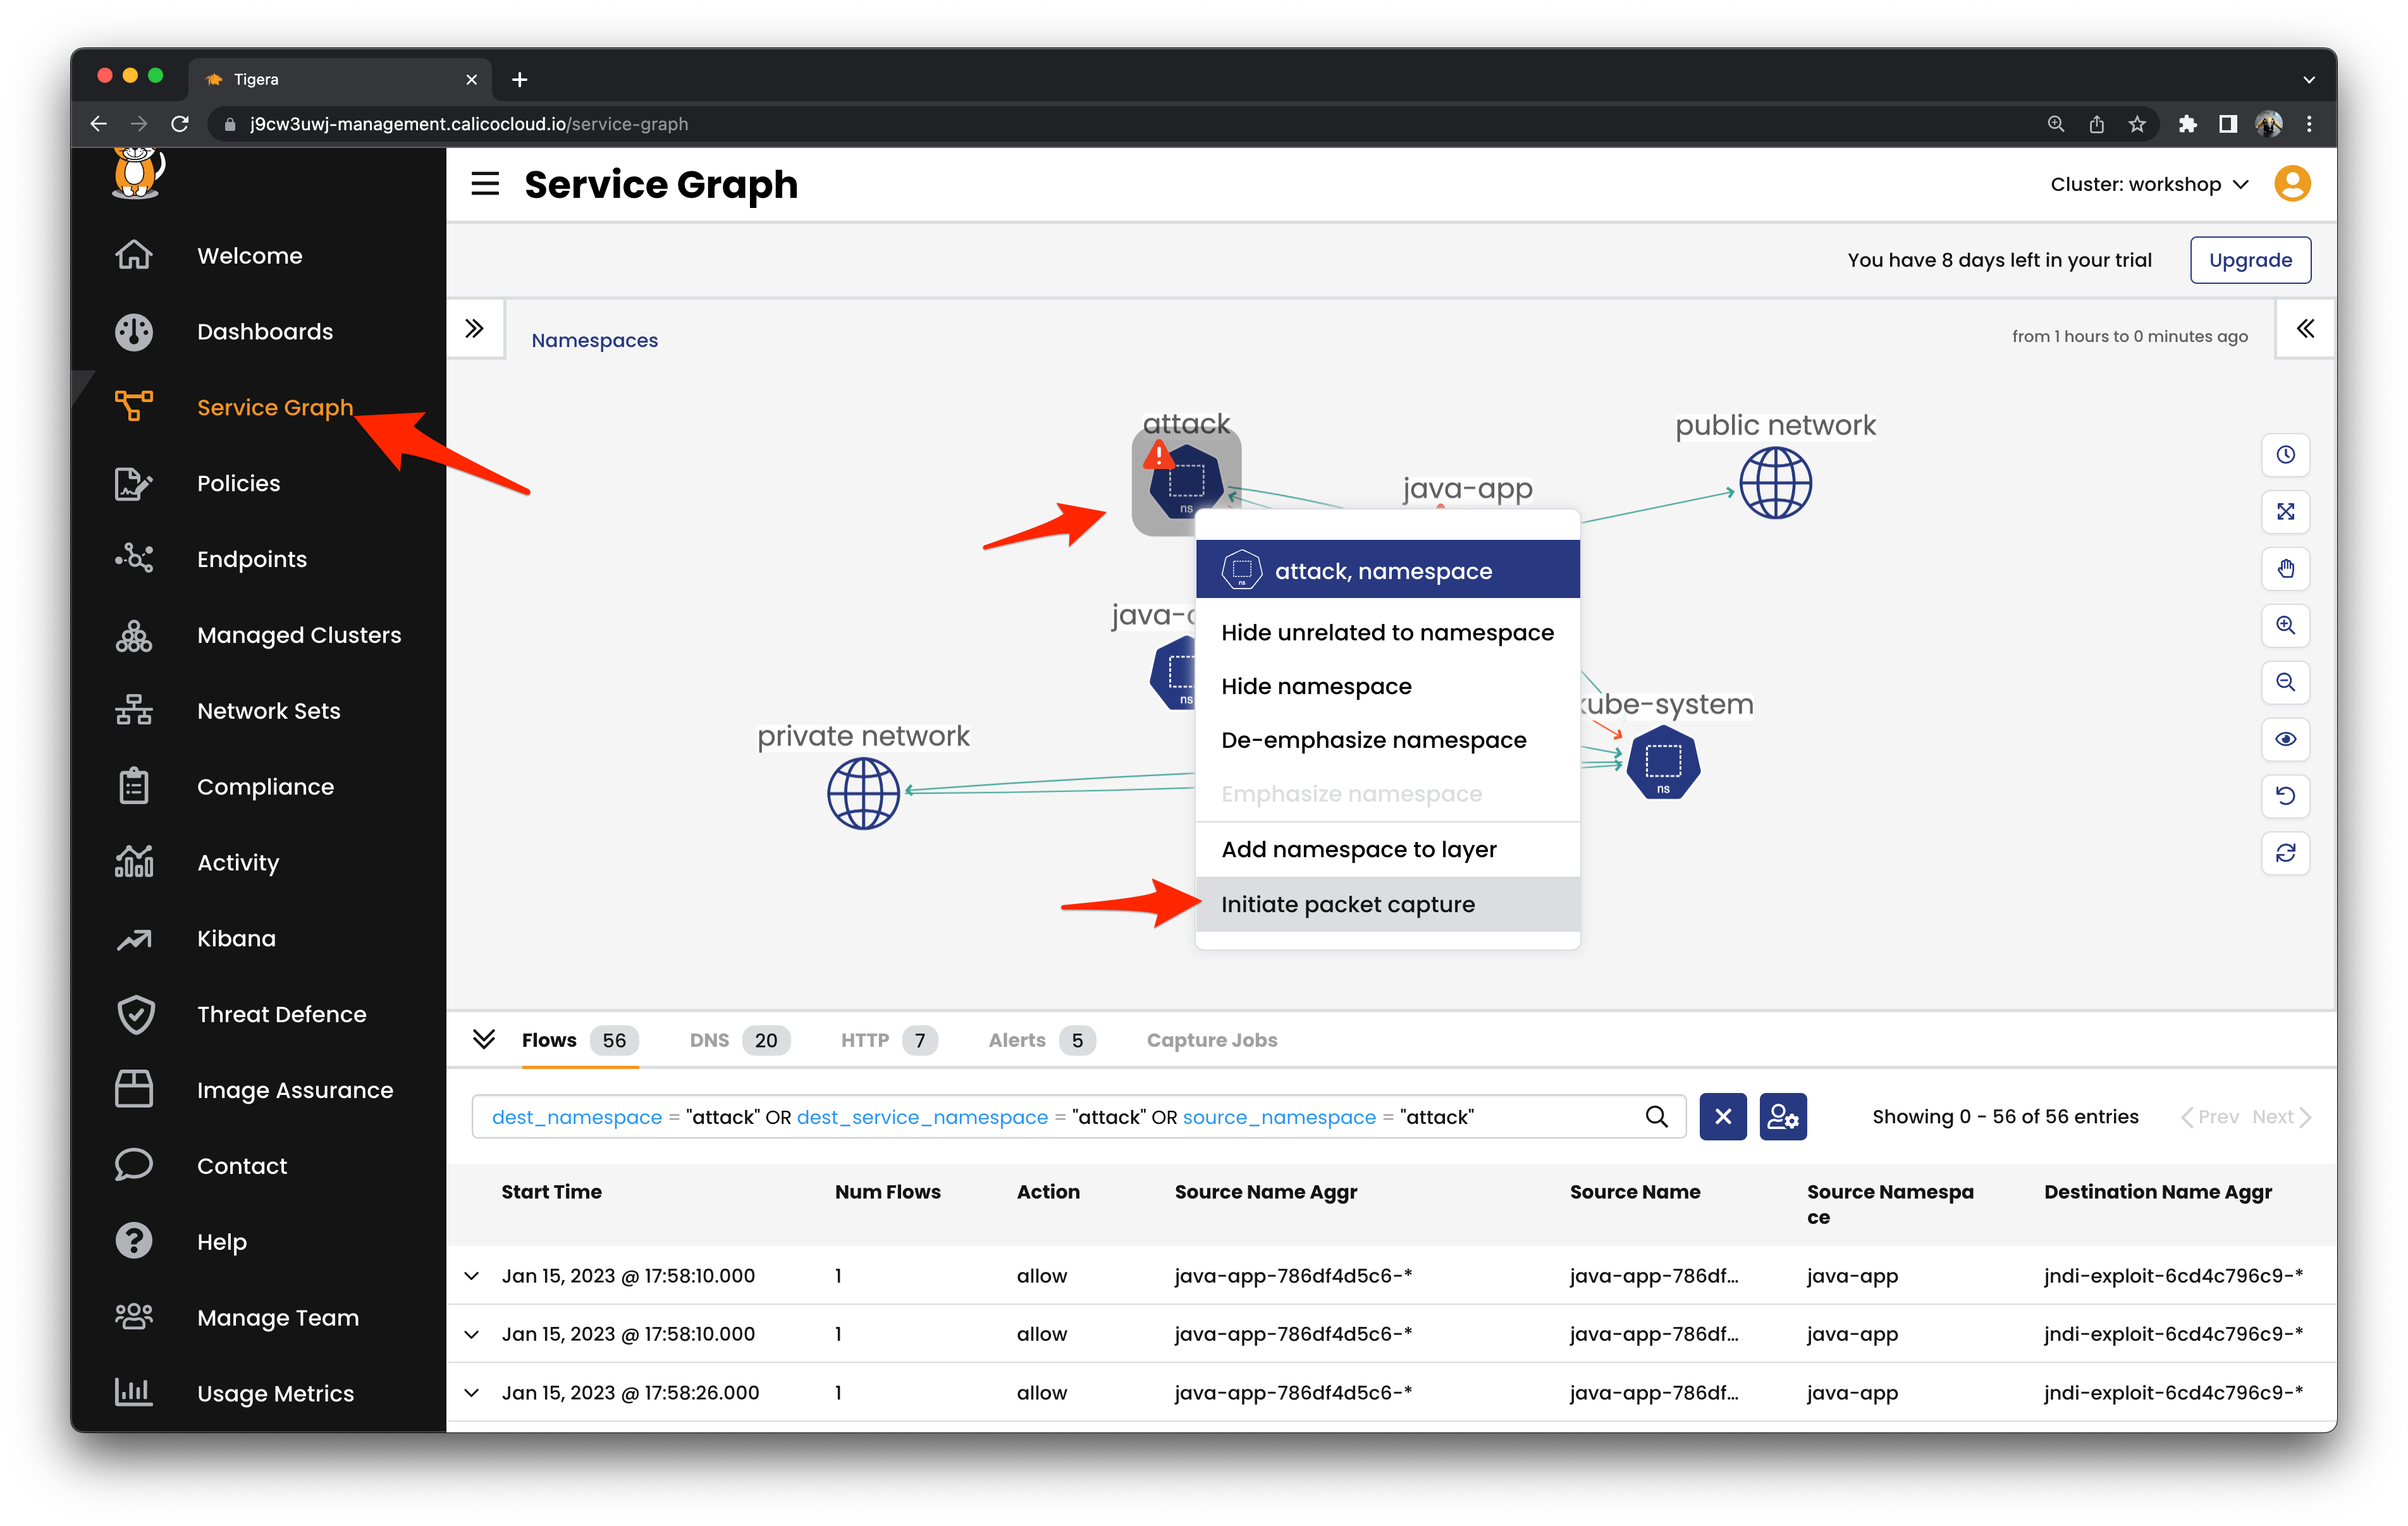 Tigera
j9cw3uwj-management.calicocloud.io/service-graph
Service Graph
Cluster: workshop
You have 8 days left in your trial
Upgrade
Welcome
Dashboards
Service Graph
Policies
Endpoints
Managed Clusters
Network Sets
Compliance
Activity
Kibana
Threat Defence
Image Assurance
Contact
Help
Manage Team
Usage Metrics
Namespaces
from 1 hours to 0 minutes ago
attack
ns
public network
java-app
java-
ns
private network
kube-system
ns
ns
attack, namespace
Hide unrelated to namespace
Hide namespace
De-emphasize namespace
Emphasize namespace
Add namespace to layer
Initiate packet capture
Flows 56 DNS 20 HTTP 7 Alerts 5 Capture Jobs
dest_namespace = "attack" OR dest_service_namespace = "attack" OR source_namespace = "attack"
Showing 0 - 56 of 56 entries
Prev Next
Start Time Num Flows Action Source Name Aggr Source Name Source Namespa Destination Name Aggr
ce
Jan 15, 2023 @ 17:58:10.000 1 allow java-app-786df4d5c6-* java-app-786df... java-app jndi-exploit-6cd4c796c9-*
Jan 15, 2023 @ 17:58:10.000 1 allow java-app-786df4d5c6-* java-app-786df... java-app jndi-exploit-6cd4c796c9-*
Jan 15, 2023 @ 17:58:26.000 1 allow java-app-786df4d5c6-* java-app-786df... java-app jndi-exploit-6cd4c796c9-*